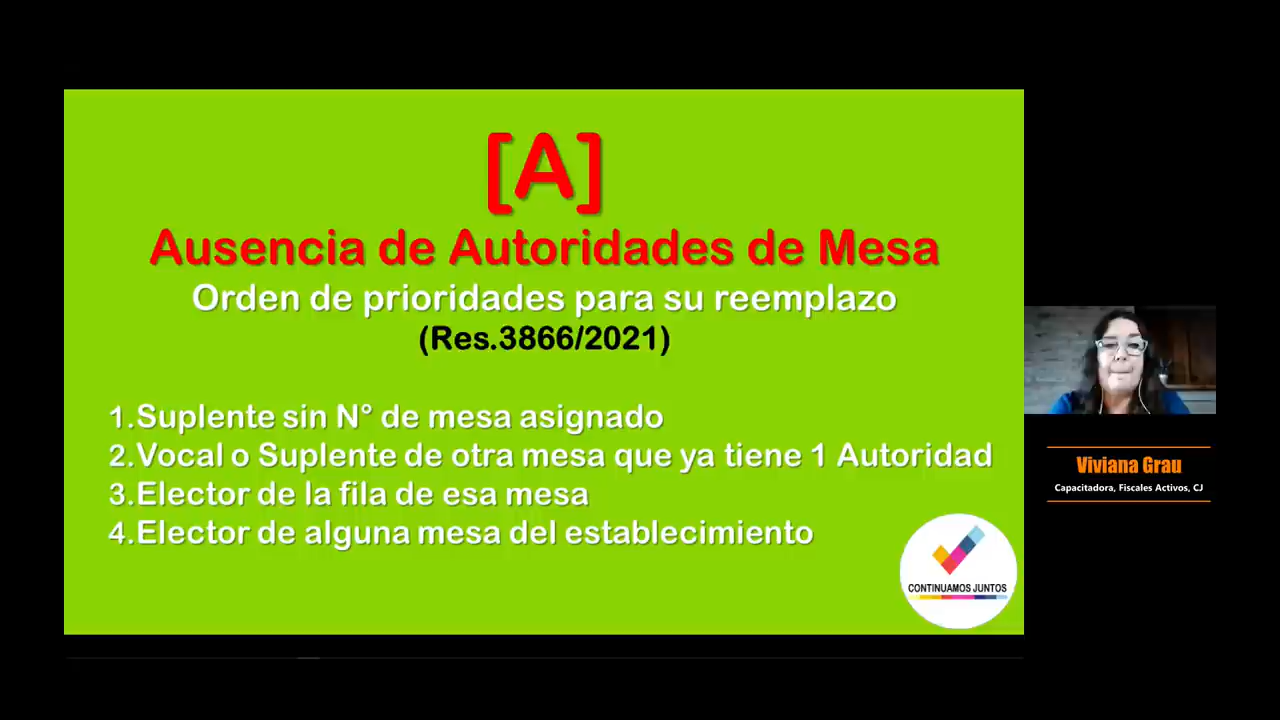 [A]
Ausencia de Autoridades de Mesa
Orden de prioridades para su reemplazo
(Res.3866/2021)
1.Suplente sin N° de mesa asignado
2.Vocal o Suplente de otra mesa que ya tiene 1 Autoridad
3.Elector de la fila de esa mesa
4.Elector de alguna mesa del establecimiento
CONTINUAMOS JUNTOS
Viviana Grau
Capacitadora, Fiscales Activos, CJ